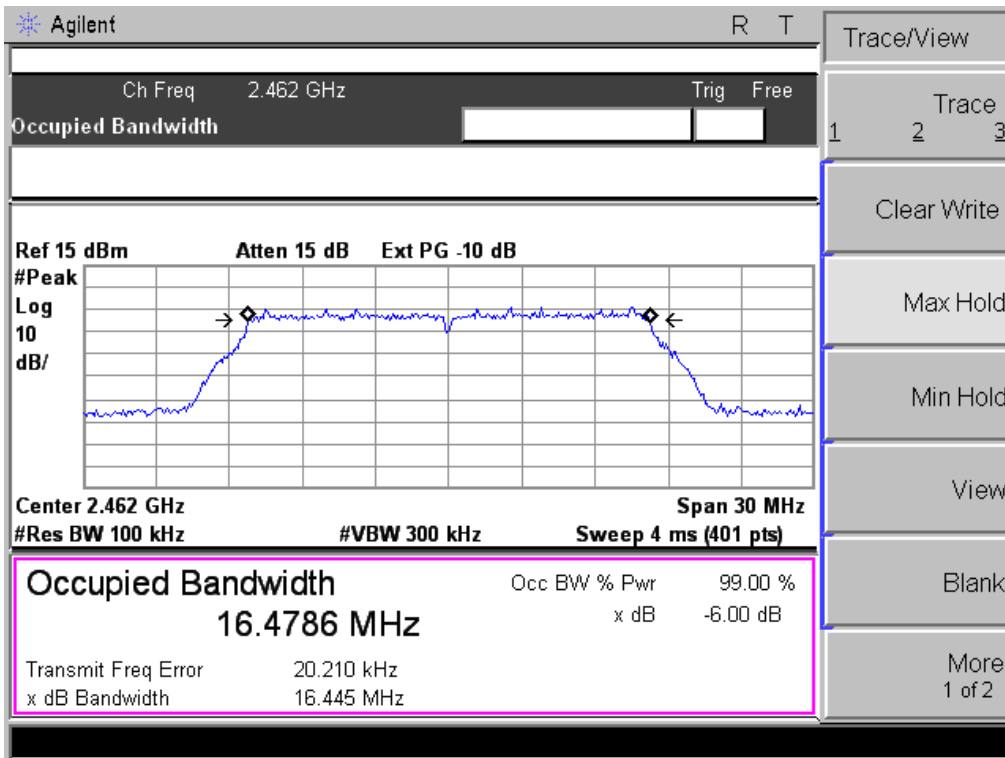 Agilent R T
Trace/View
Ch Freq 2.462 GHz Trig Free
Occupied Bandwidth
Trace
1 2 3
Clear Write
Max Hold
Min Hold
View
Blank
More
1 of 2
Ref 15 dBm Atten 15 dB Ext PG -10 dB
#Peak
Log
10
dB/
Center 2.462 GHz Span 30 MHz
#Res BW 100 kHz #VBW 300 kHz Sweep 4 ms (401 pts)
Occupied Bandwidth
16.4786 MHz
Occ BW % Pwr 99.00 %
x dB -6.00 dB
Transmit Freq Error 20.210 kHz
x dB Bandwidth 16.445 MHz